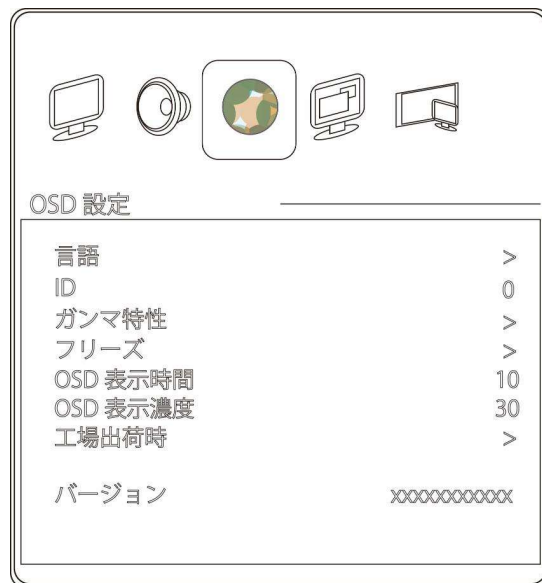 OSD 設定
言語 >
ID 0
ガンマ特性 >
フリーズ >
OSD 表示時間 10
OSD 表示濃度 30
工場出荷時 >
バージョン xxxxxxxxxxx